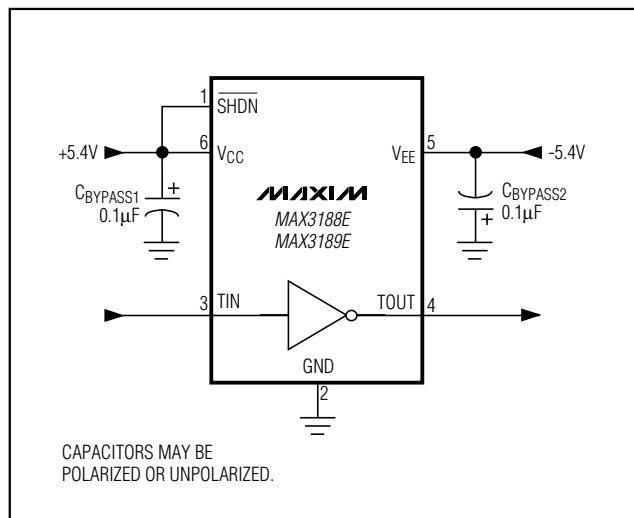 1
SHDN
+5.4V
6
VCC
5
VEE
-5.4V
CBYPASS1
0.1µF
+
MAXIM
MAX3188E
MAX3189E
CBYPASS2
0.1µF
+
3
TIN
TOUT
4
GND
2
CAPACITORS MAY BE
POLARIZED OR UNPOLARIZED.